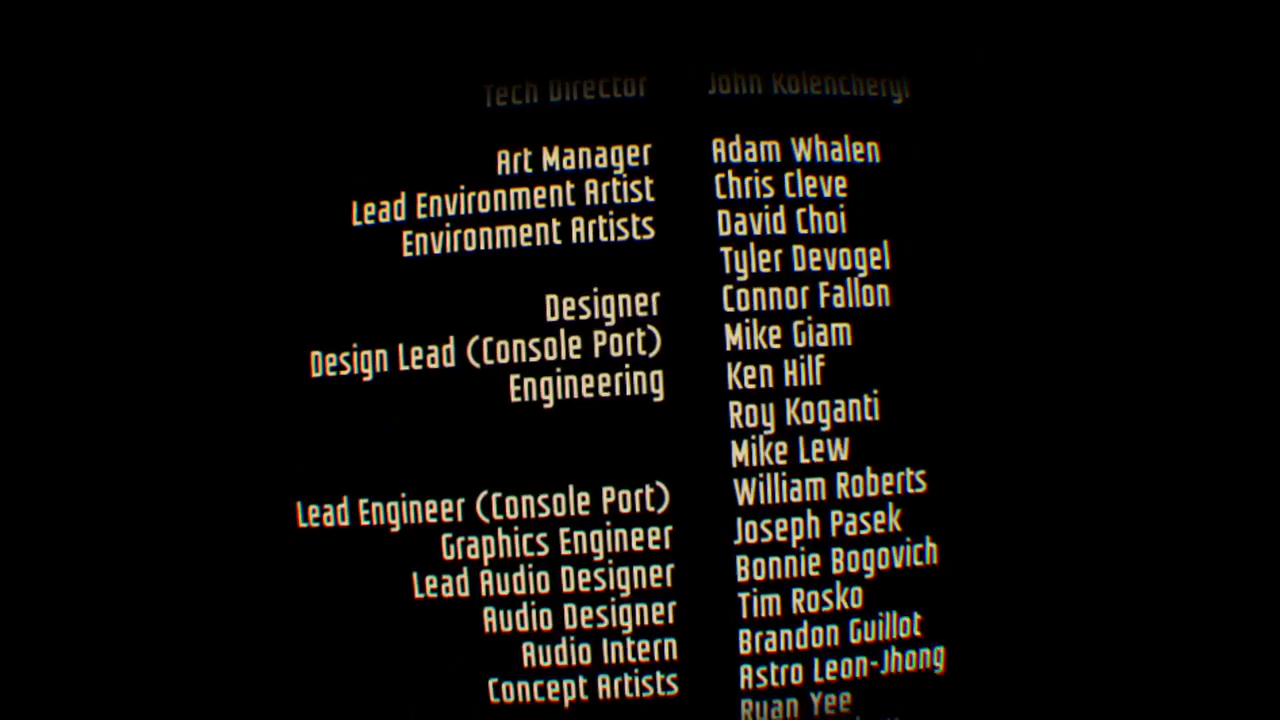 Tech Director John Kolencheryl
Art Manager Adam Whalen
Lead Environment Artist Chris Cleve
Environment Artists David Choi
Tyler Devogel
Designer Connor Fallon
Design Lead (Console Port) Mike Giam
Engineering Ken Hilf
Roy Koganti
Mike Lew
Lead Engineer (Console Port) William Roberts
Graphics Engineer Joseph Pasek
Lead Audio Designer Bonnie Bogovich
Audio Designer Tim Rosko
Audio Intern Brandon Guillot
Concept Artists Astro Leon-Jhong
Ryan Yee